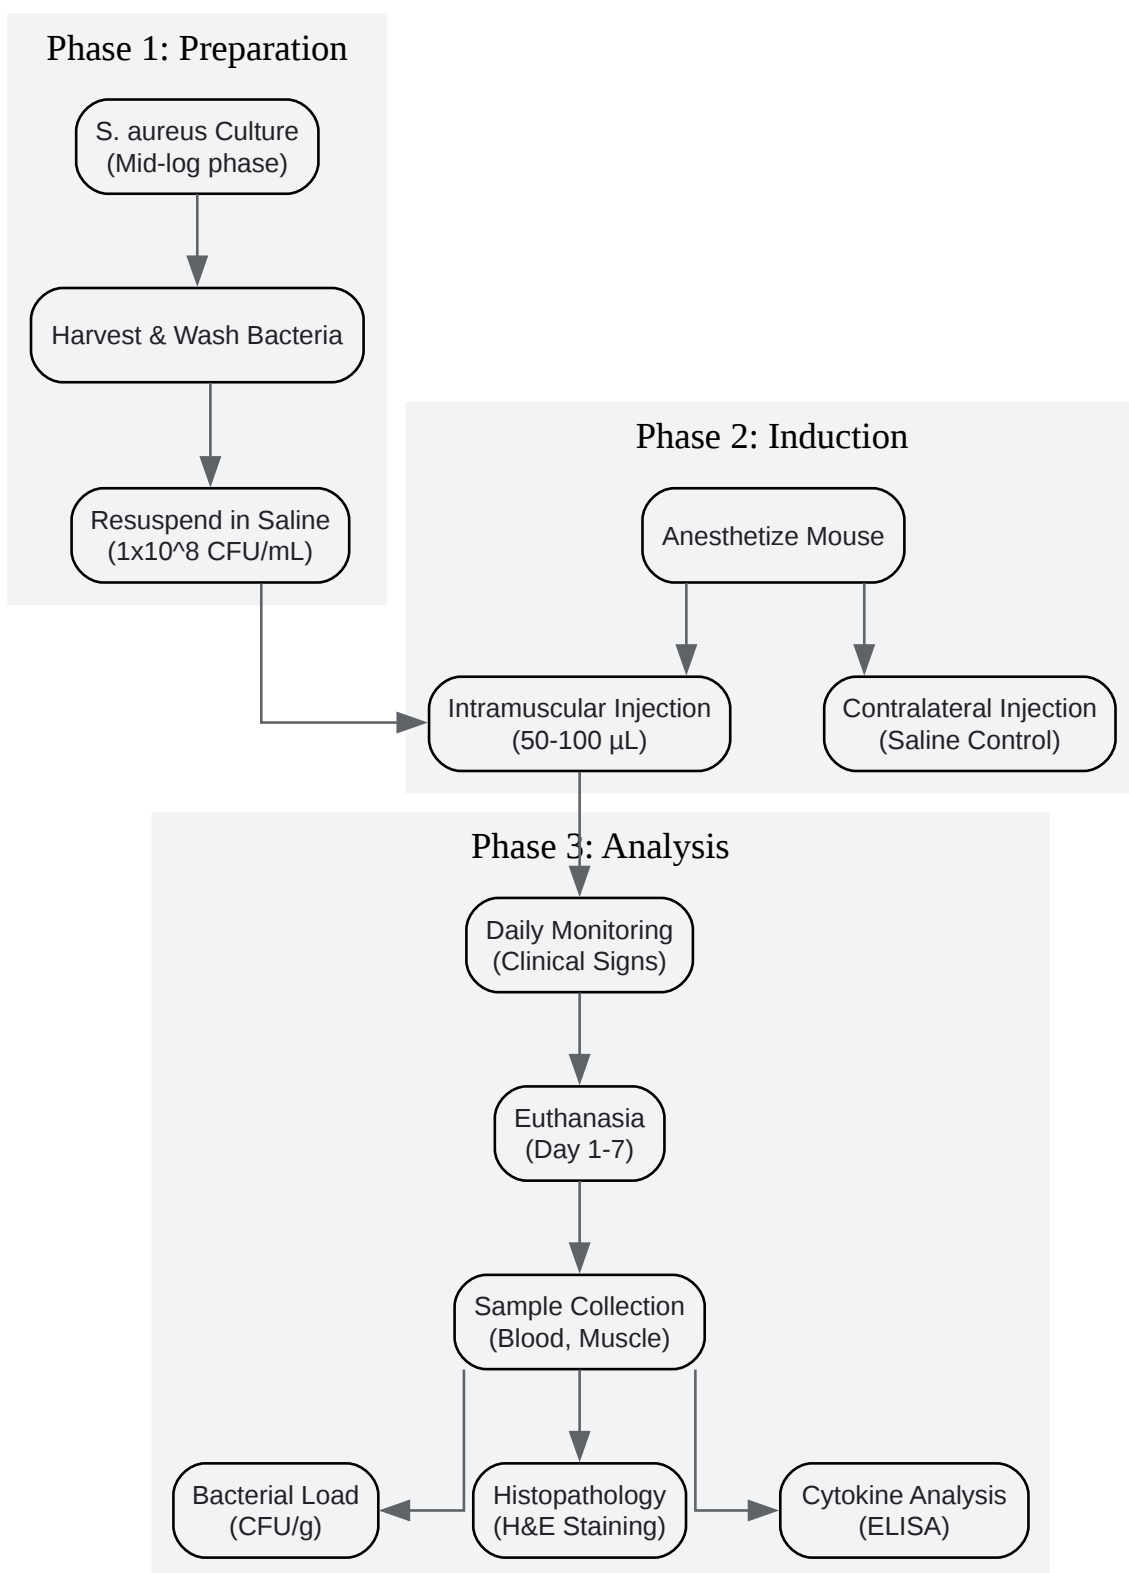 Phase 1: Preparation
S. aureus Culture
(Mid-log phase)
Harvest & Wash Bacteria
Resuspend in Saline
(1x10^8 CFU/mL)
Phase 2: Induction
Anesthetize Mouse
Intramuscular Injection
(50-100 µL)
Contralateral Injection
(Saline Control)
Phase 3: Analysis
Daily Monitoring
(Clinical Signs)
Euthanasia
(Day 1-7)
Sample Collection
(Blood, Muscle)
Bacterial Load
(CFU/g)
Histopathology
(H&E Staining)
Cytokine Analysis
(ELISA)